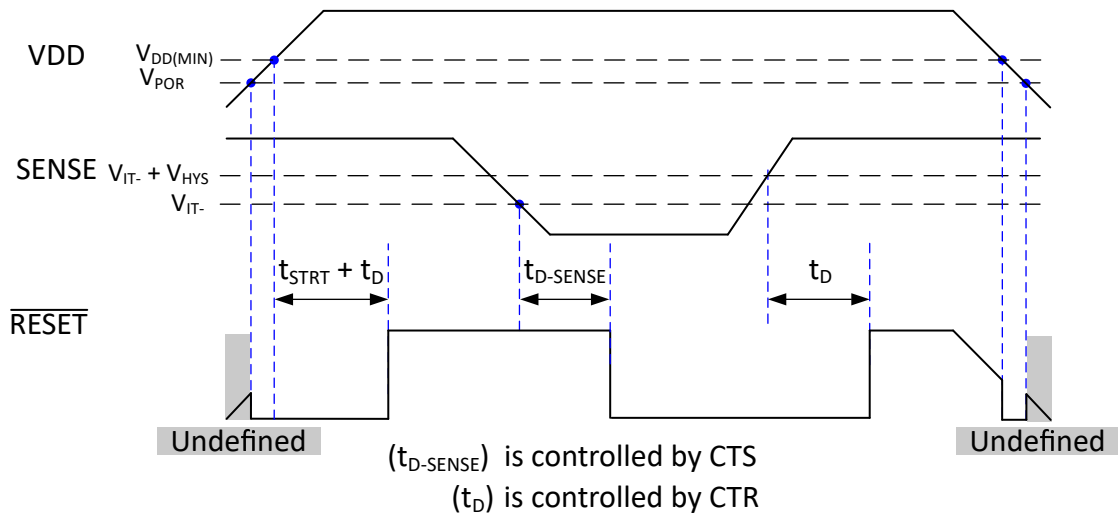 VDD
VDD(MIN)
VPOR
SENSE
VIT- + VHYS
VIT-
tSTRT + tD
tD-SENSE
tD
RESET
Undefined
Undefined
(tD-SENSE) is controlled by CTS
(tD) is controlled by CTR